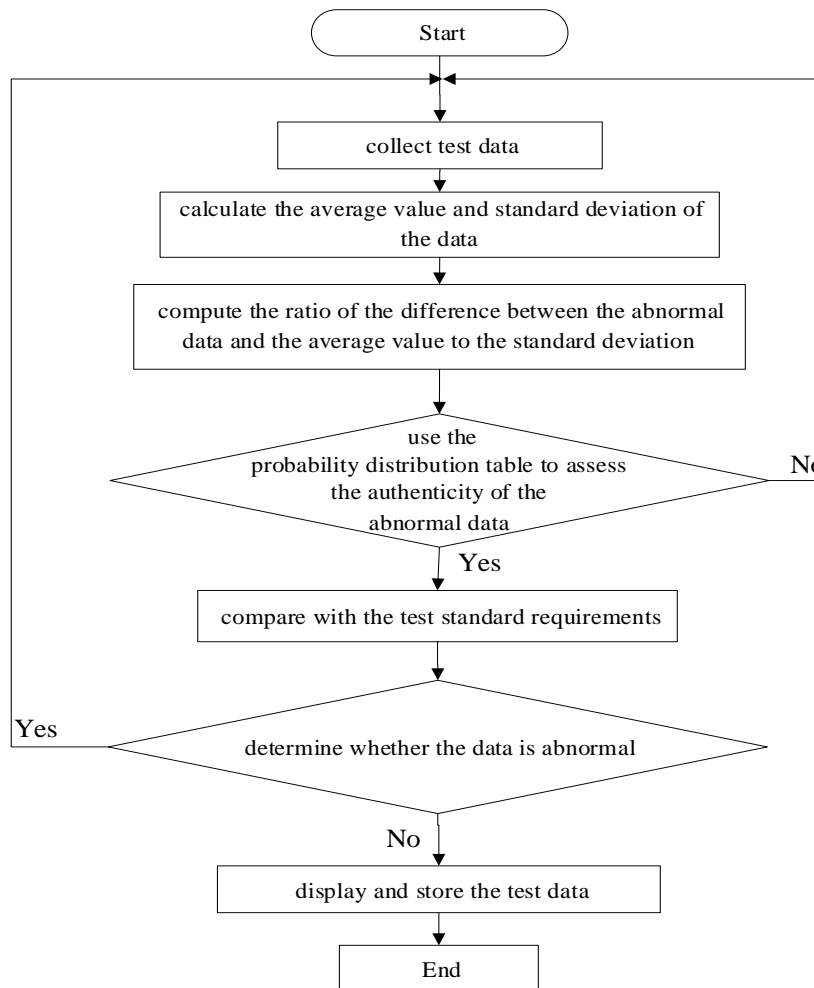 Start
collect test data
calculate the average value and standard deviation of
the data
compute the ratio of the difference between the abnormal
data and the average value to the standard deviation
use the
probability distribution table to assess
the authenticity of the
abnormal data
No
Yes
compare with the test standard requirements
Yes
determine whether the data is abnormal
No
display and store the test data
End